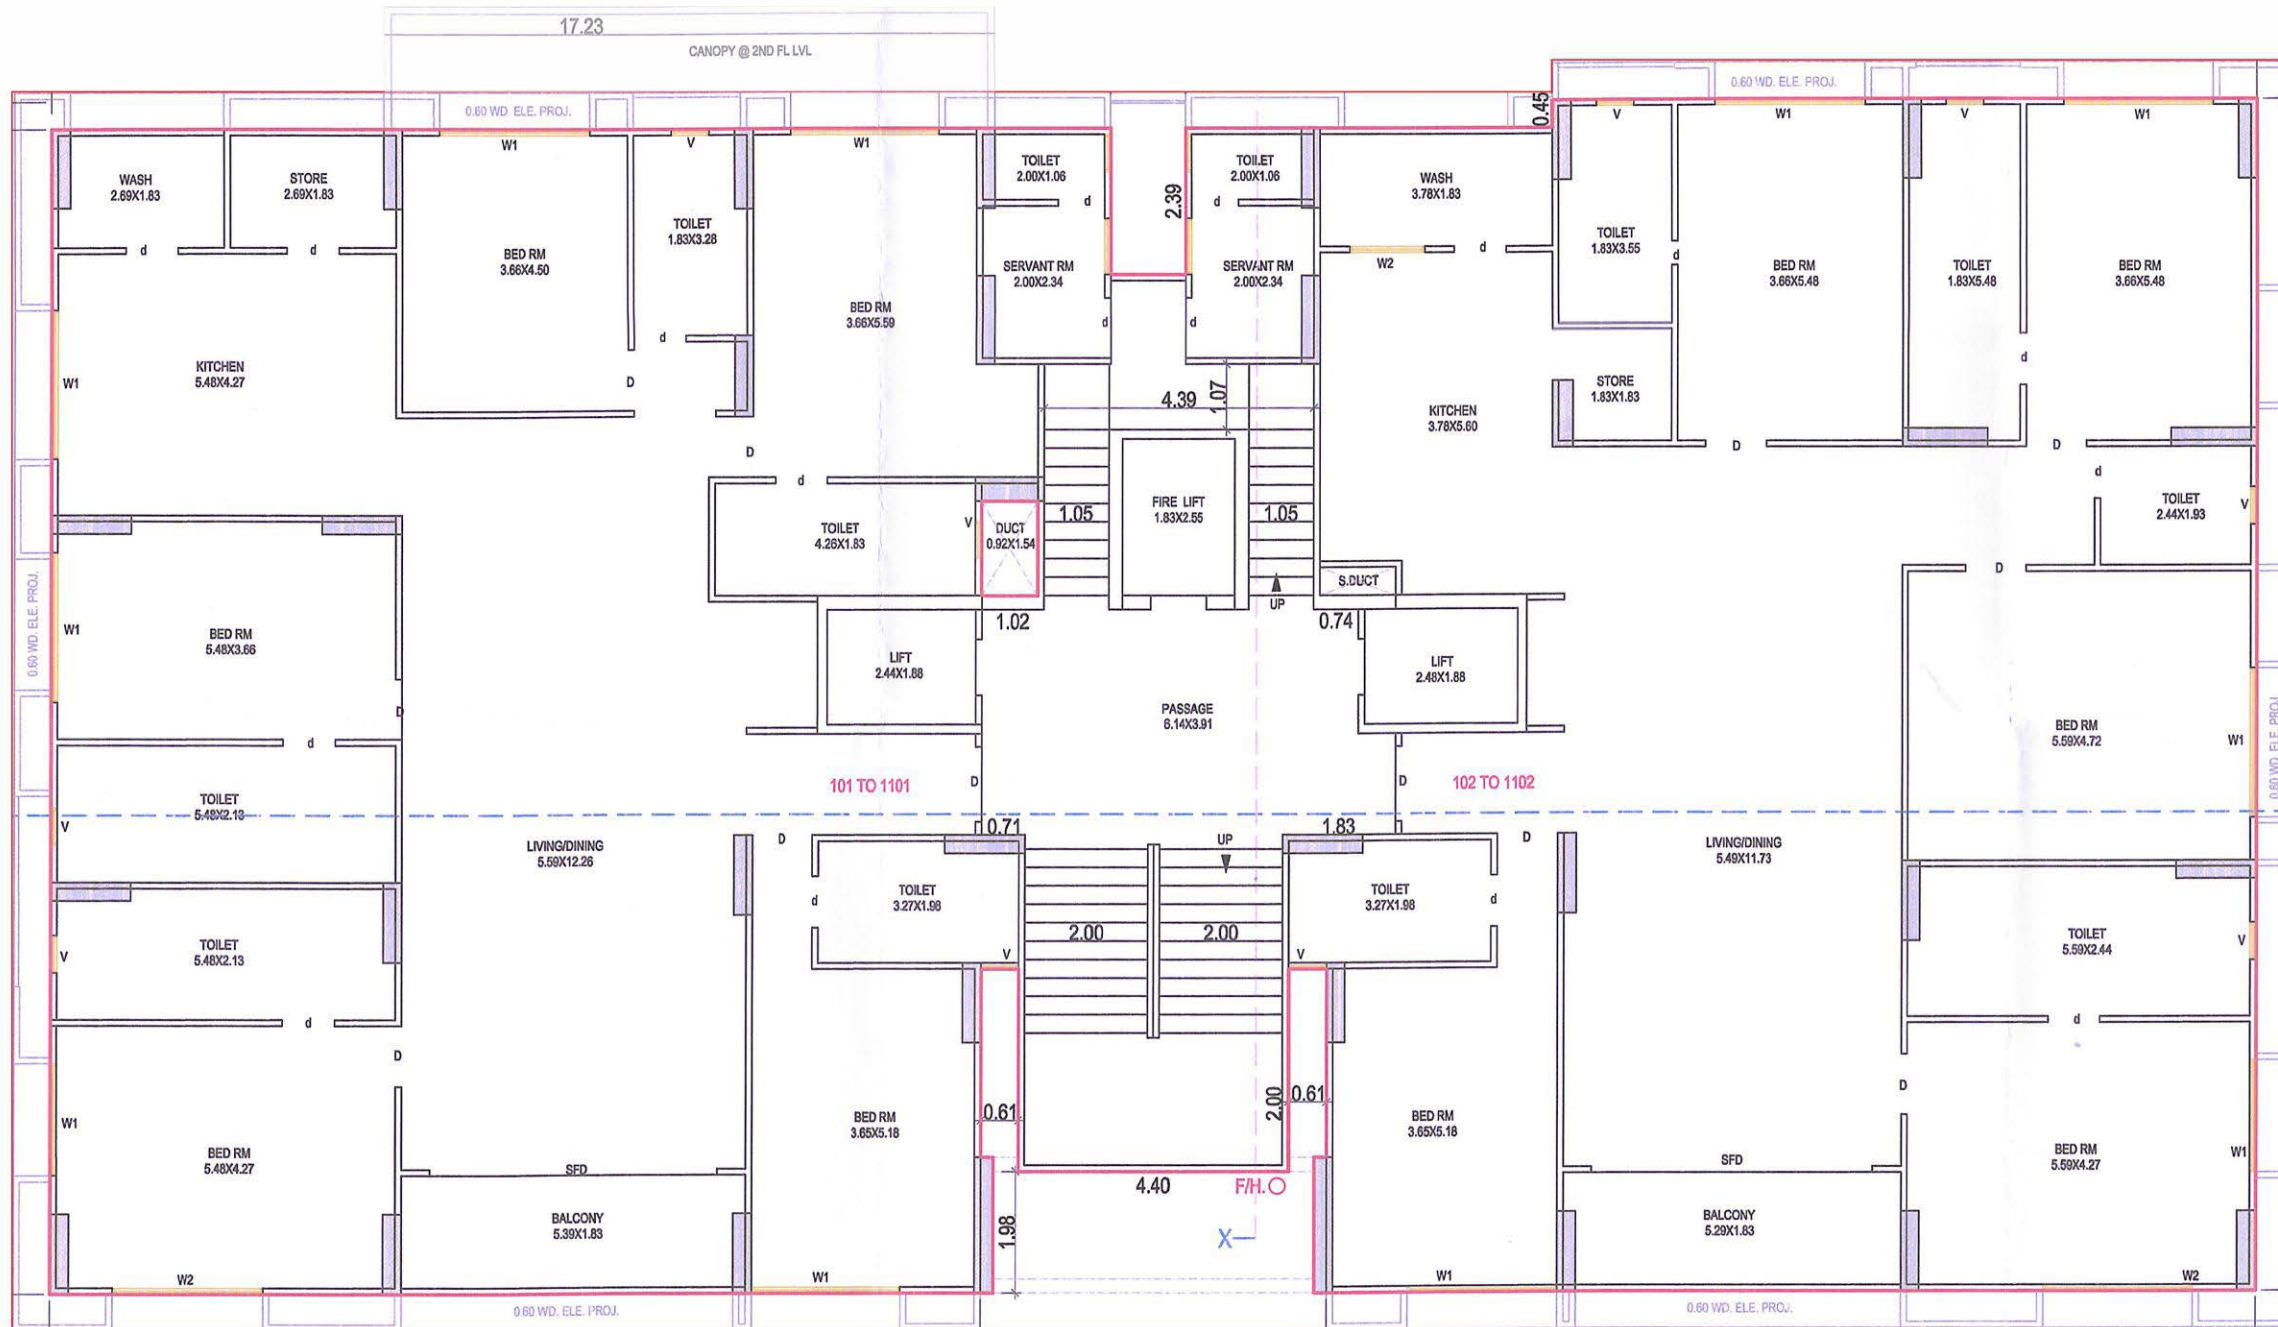 17.23
CANOPY @ 2ND FL LVL
0.60 WD. ELE. PROJ.
0.60 WD. ELE. PROJ.
0.45
WASH
2.69X1.83
STORE
2.69X1.83
W1
BED RM
3.66X4.50
V
TOILET
1.83X3.28
W1
BED RM
3.66X5.59
TOILET
2.00X1.06
d
SERVANT RM
2.00X2.34
d
2.39
TOILET
2.00X1.06
d
SERVANT RM
2.00X2.34
d
WASH
3.78X1.83
W2
d
V
TOILET
1.83X3.55
d
W1
BED RM
3.66X5.48
V
TOILET
1.83X5.48
d
W1
BED RM
3.66X5.48
d
d
KITCHEN
5.48X4.27
W1
d
D
D
4.39
1.07
KITCHEN
3.78X5.60
STORE
1.83X1.83
D
D
d
TOILET
2.44X1.93
V
d
TOILET
4.26X1.83
V
DUCT
0.92X1.54
1.05
FIRE LIFT
1.83X2.55
1.05
UP
S.DUCT
D
0.60 WD. ELE. PROJ.
W1
BED RM
5.48X3.66
D
d
1.02
0.74
LIFT
2.44X1.88
LIFT
2.48X1.88
PASSAGE
6.14X3.91
BED RM
5.59X4.72
W1
0.60 WD. ELE. PROJ.
101 TO 1101
D
D
102 TO 1102
TOILET
5.48X2.13
V
0.71
1.83
UP
D
D
LIVING/DINING
5.59X12.26
LIVING/DINING
5.49X11.73
TOILET
3.27X1.98
d
V
TOILET
3.27X1.98
d
V
2.00
2.00
TOILET
5.48X2.13
V
d
TOILET
5.59X2.44
V
d
D
D
W1
BED RM
5.48X4.27
W2
BED RM
3.65X5.18
W1
0.61
2.00
0.61
BED RM
3.65X5.18
W1
BED RM
5.59X4.27
W1
W2
SFD
SFD
BALCONY
5.39X1.83
BALCONY
5.29X1.83
4.40
F/H.
1.98
X
0.60 WD. ELE. PROJ.
0.60 WD. ELE. PROJ.